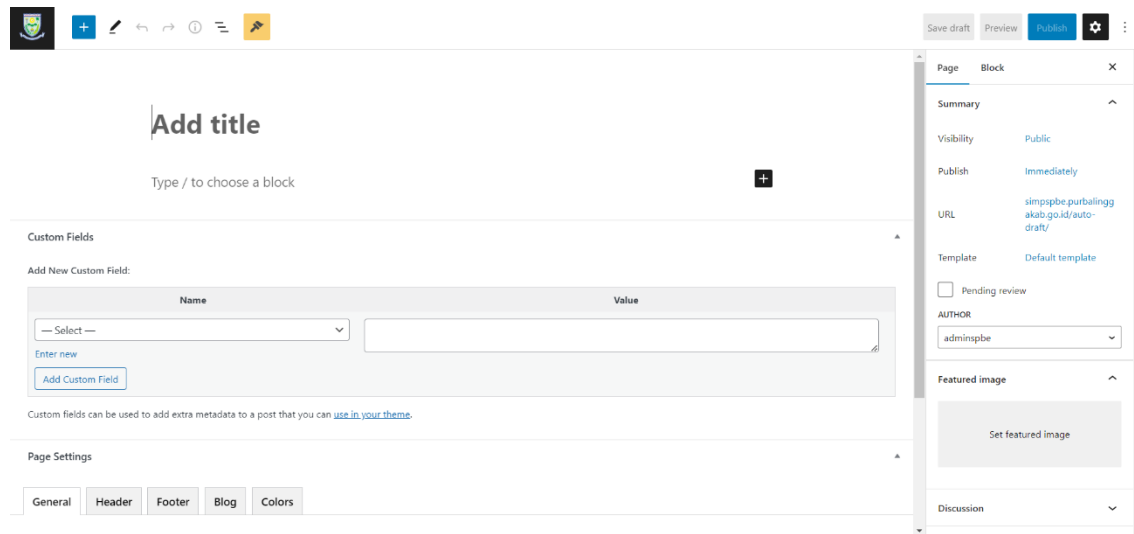 Save draft Preview Publish
Page Block
Add title
Summary
Visibility Public
Type / to choose a block
Publish Immediately
simpspbe.purbalingg
URL akab.go.id/auto-
draft/
Custom Fields
Template Default template
Add New Custom Field:
Pending review
Name Value
AUTHOR
— Select —
adminspbe
Enter new
Add Custom Field
Featured image
Custom fields can be used to add extra metadata to a post that you can use in your theme.
Set featured image
Page Settings
General Header Footer Blog Colors
Discussion